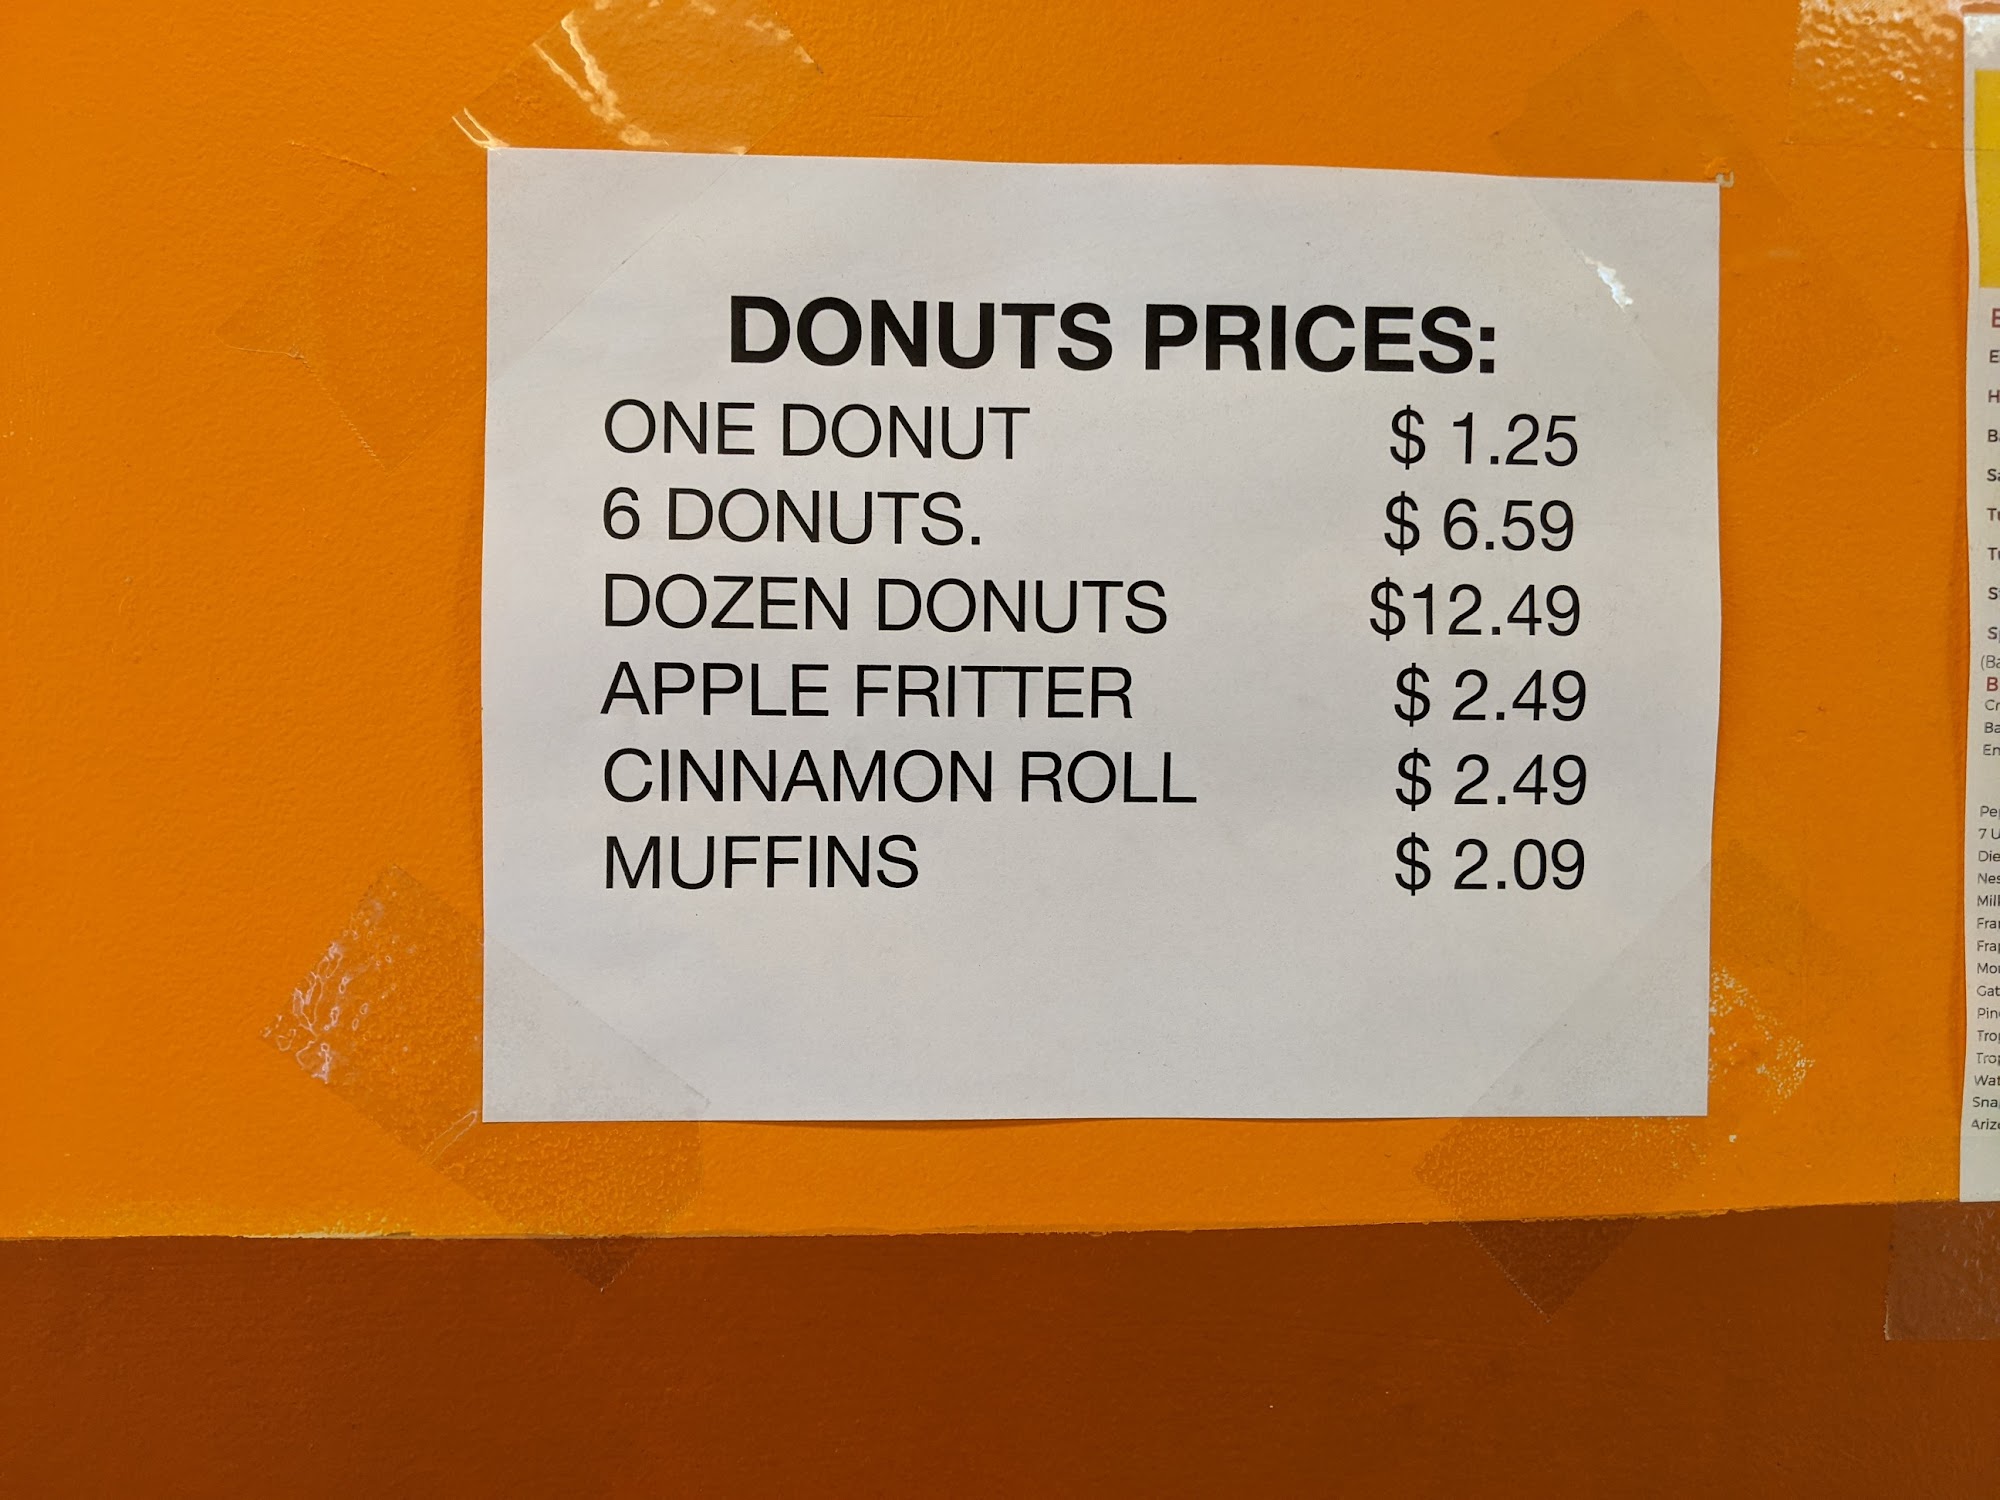 DONUTS PRICES:
ONE DONUT $ 1.25
6 DONUTS. $ 6.59
DOZEN DONUTS $12.49
APPLE FRITTER $ 2.49
CINNAMON ROLL $ 2.49
MUFFINS $ 2.09